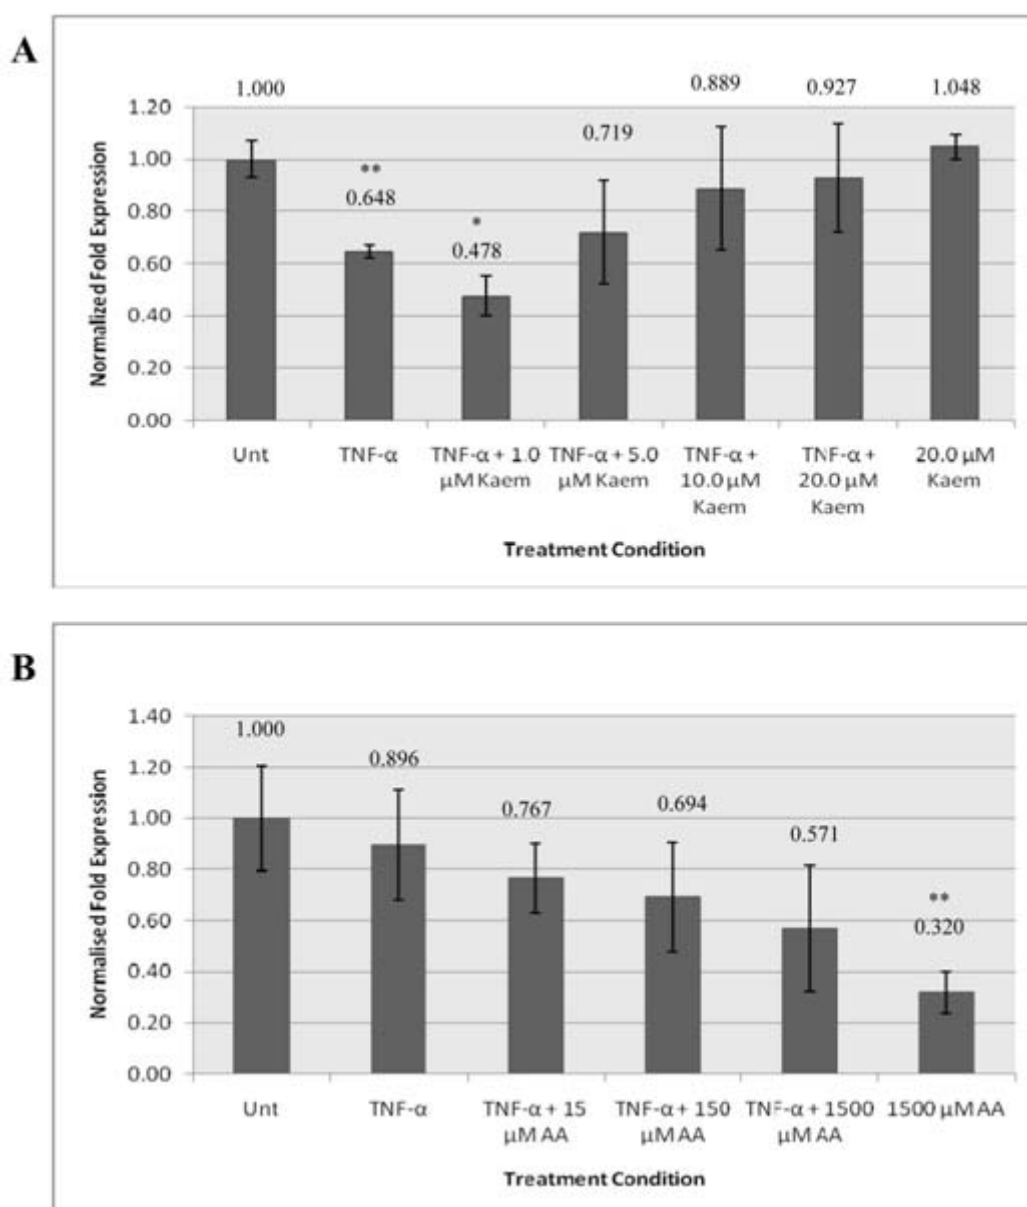 A
1.000
0.889
0.927
1.048
1.20
0.719
1.00
**
0.648
*
0.478
0.80
0.60
0.40
0.20
0.00
Normalized Fold Expression
Unt
TNF-α
TNF-α + 1.0
μM Kaem
TNF-α + 5.0
μM Kaem
TNF-α +
10.0 μM
Kaem
TNF-α +
20.0 μM
Kaem
20.0 μM
Kaem
Treatment Condition
B
1.40
1.000
0.896
1.20
0.767
0.694
0.571
1.00
**
0.320
0.80
0.60
0.40
0.20
0.00
Normalised Fold Expression
Unt
TNF-α
TNF-α + 15
μM AA
TNF-α + 150
μM AA
TNF-α + 1500
μM AA
1500 μM AA
Treatment Condition